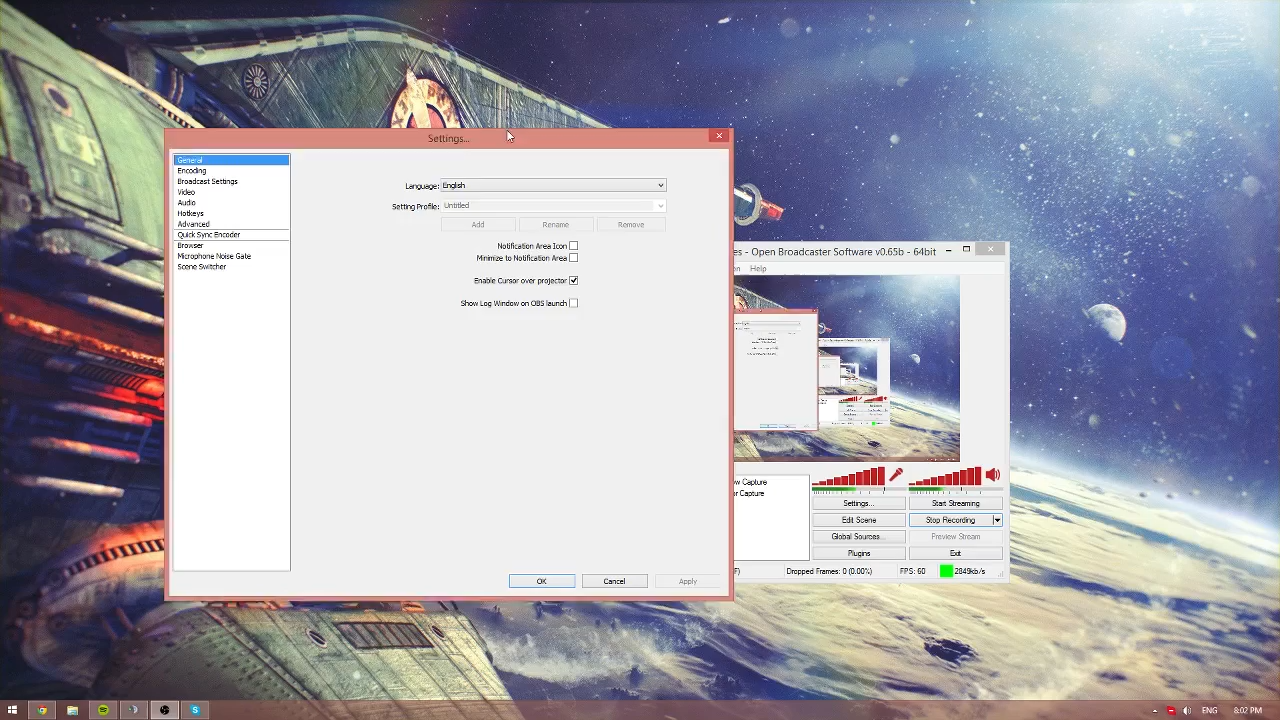 Settings...
General
Encoding
Broadcast Settings
Video
Audio
Hotkeys
Advanced
Quick Sync Encoder
Browser
Microphone Noise Gate
Scene Switcher
Language: English
Setting Profile: Untitled
Add Rename Remove
Notification Area Icon
Minimize to Notification Area
Enable Cursor over projector
Show Log Window on OBS launch
OK Cancel Apply
es - Open Broadcaster Software v0.65b - 64bit
Help
w Capture
r Capture
Settings... Start Streaming
Edit Scene Stop Recording
Global Sources... Preview Stream
Plugins Exit
F) Dropped Frames: 0 (0.00%) FPS: 60 2849kb/s
ENG 8:02 PM